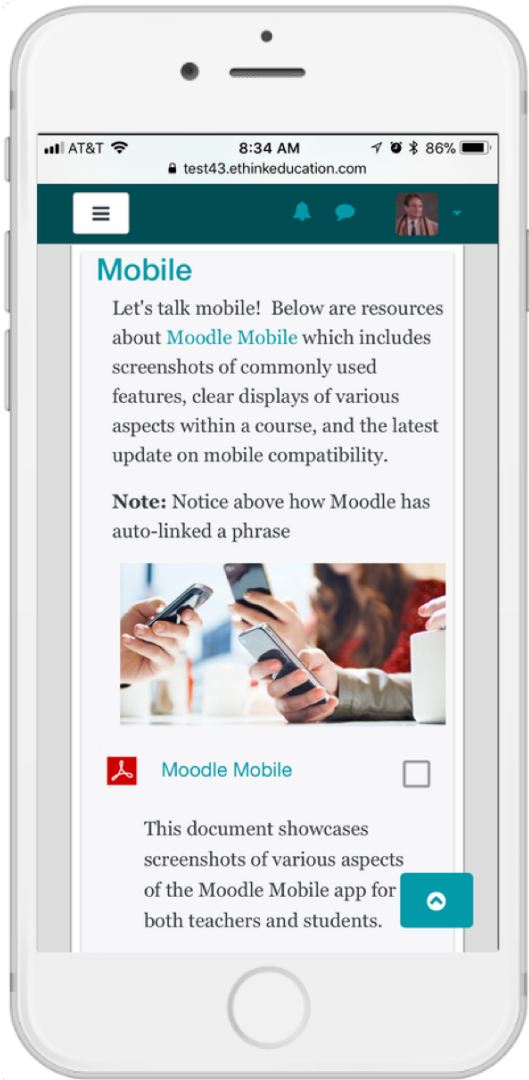 AT&T 8:34 AM 86%
test43.ethinkeducation.com
Mobile
Let's talk mobile!  Below are resources
about Moodle Mobile which includes
screenshots of commonly used
features, clear displays of various
aspects within a course, and the latest
update on mobile compatibility.
Note: Notice above how Moodle has
auto-linked a phrase
Moodle Mobile
This document showcases
screenshots of various aspects
of the Moodle Mobile app for
both teachers and students.